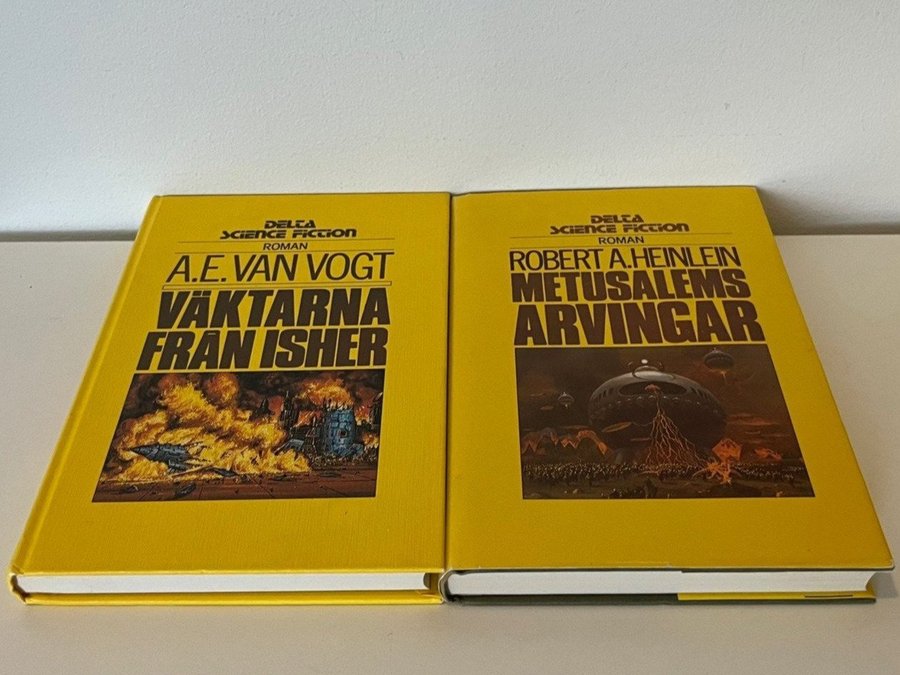 DELTA
SCIENCE FICTION
ROMAN
A.E. VAN VOGT
VÄKTARNA
FRÅN ISHER
DELTA
SCIENCE FICTION
ROMAN
ROBERT A. HEINLEIN
METUSALEMS
ARVINGAR